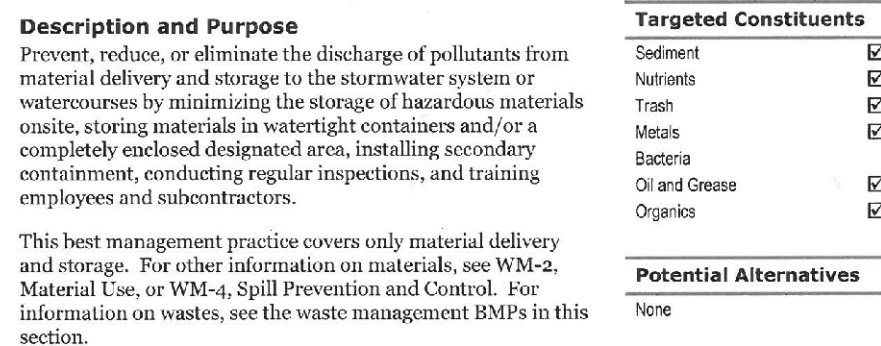 Description and Purpose
Prevent, reduce, or eliminate the discharge of pollutants from
material delivery and storage to the stormwater system or
watercourses by minimizing the storage of hazardous materials
onsite, storing materials in watertight containers and/or a
completely enclosed designated area, installing secondary
containment, conducting regular inspections, and training
employees and subcontractors.
This best management practice covers only material delivery
and storage. For other information on materials, see WM-2,
Material Use, or WM-4, Spill Prevention and Control. For
information on wastes, see the waste management BMPs in this
section.
Targeted Constituents
Sediment ☑
Nutrients ☑
Trash ☑
Metals ☑
Bacteria
Oil and Grease ☑
Organics ☑
Potential Alternatives
None